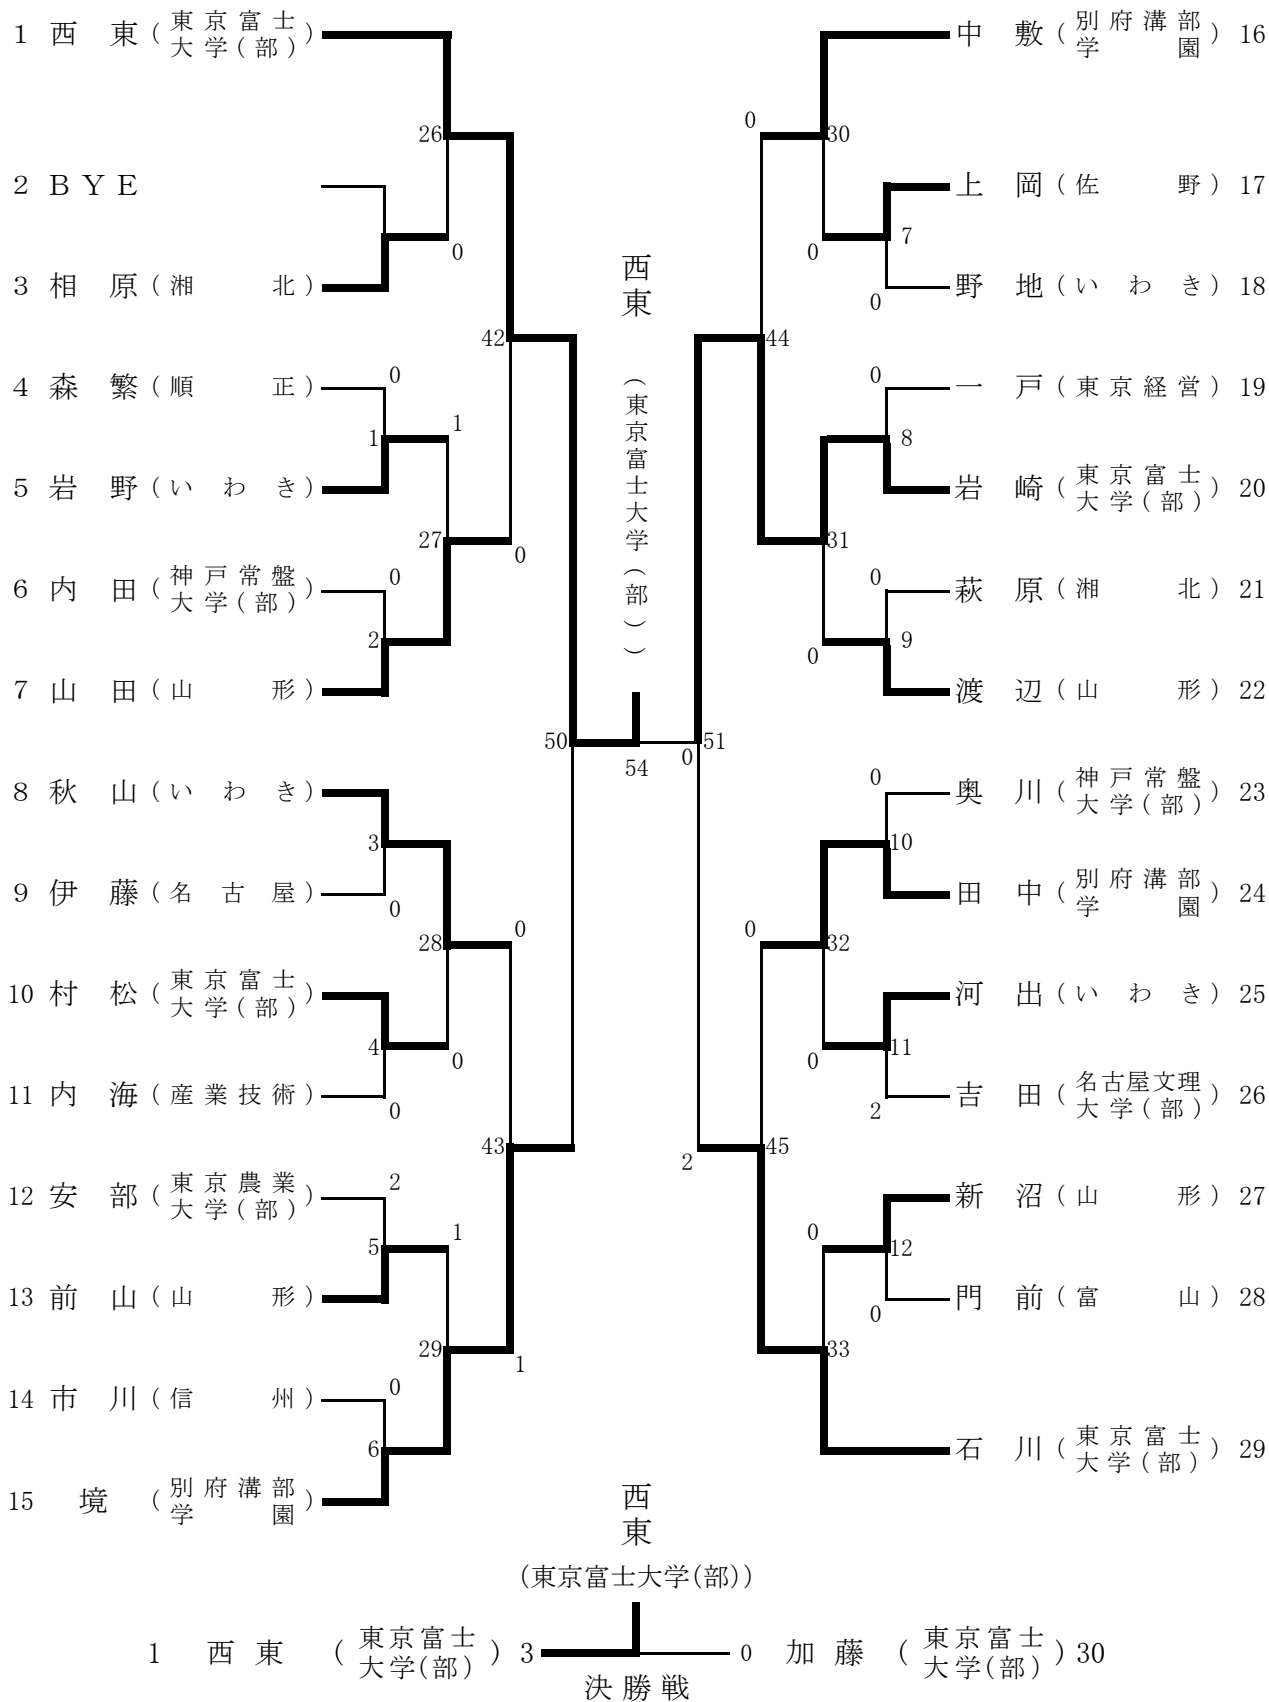 1 西 東 (東京富士大学(部))
26
2 BYE
0
3 相 原 (湘 北)
42
4 森 繁 (順 正)
0
1
1
5 岩 野 (いわき)
27
0
6 内 田 (神戸常盤大学(部))
0
2
7 山 田 (山 形)
50
8 秋 山 (いわき)
3
9 伊 藤 (名古屋)
0
28
0
10 村 松 (東京富士大学(部))
4
0
11 内 海 (産業技術)
0
43
12 安 部 (東京農業大学(部))
2
1
5
13 前 山 (山 形)
29
1
14 市 川 (信 州)
0
6
15 境 (別府溝部学園)
西東
(東京富士大学(部))
54
0
中 敷 (別府溝部学園) 16
0
30
上 岡 (佐 野) 17
7
0
野 地 (いわき) 18
0
44
一 戸 (東京経営) 19
0
8
岩 崎 (東京富士大学(部)) 20
31
萩 原 (湘 北) 21
0
9
0
渡 辺 (山 形) 22
51
奥 川 (神戸常盤大学(部)) 23
0
10
田 中 (別府溝部学園) 24
0
32
河 出 (いわき) 25
11
0
吉 田 (名古屋文理大学(部)) 26
2
45
2
新 沼 (山 形) 27
0
12
門 前 (富 山) 28
0
33
石 川 (東京富士大学(部)) 29
西東
(東京富士大学(部))
1 西 東 (東京富士大学(部)) 3 0 加 藤 (東京富士大学(部)) 30
決勝戦